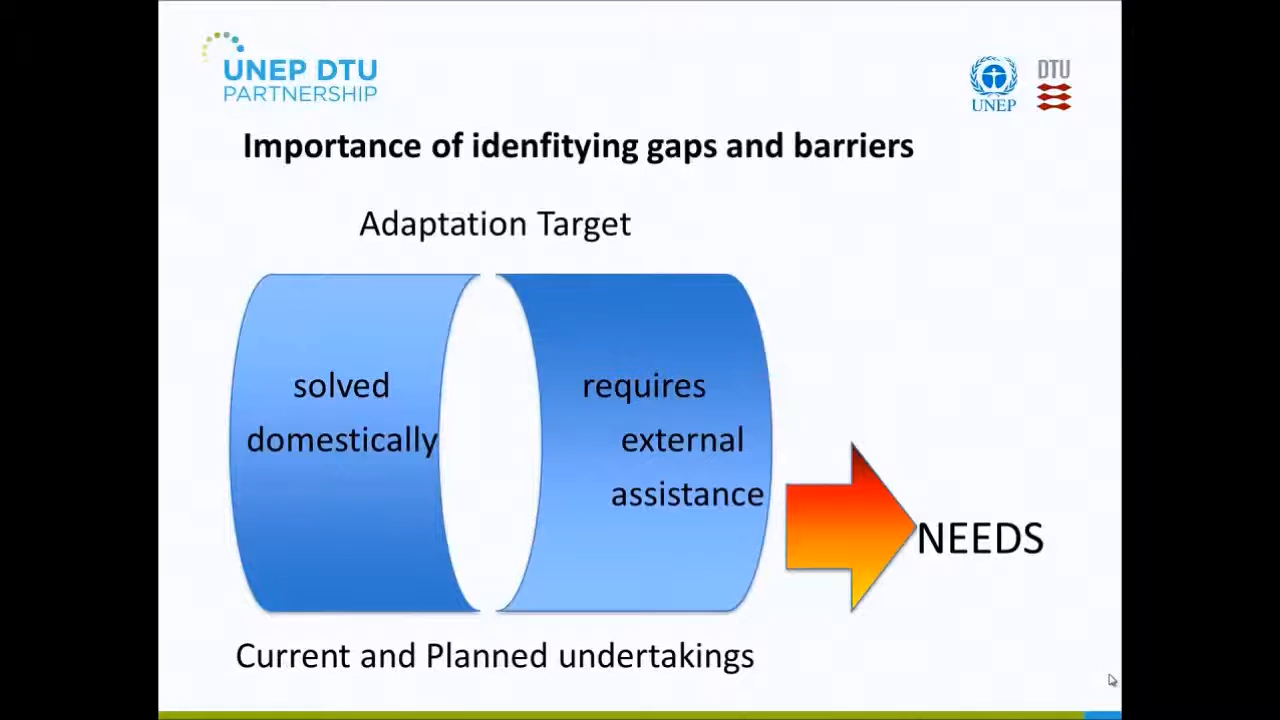 UNEP DTU
PARTNERSHIP
UNEP
DTU
Importance of idenfitying gaps and barriers
Adaptation Target
solved
domestically
requires
external
assistance
NEEDS
Current and Planned undertakings